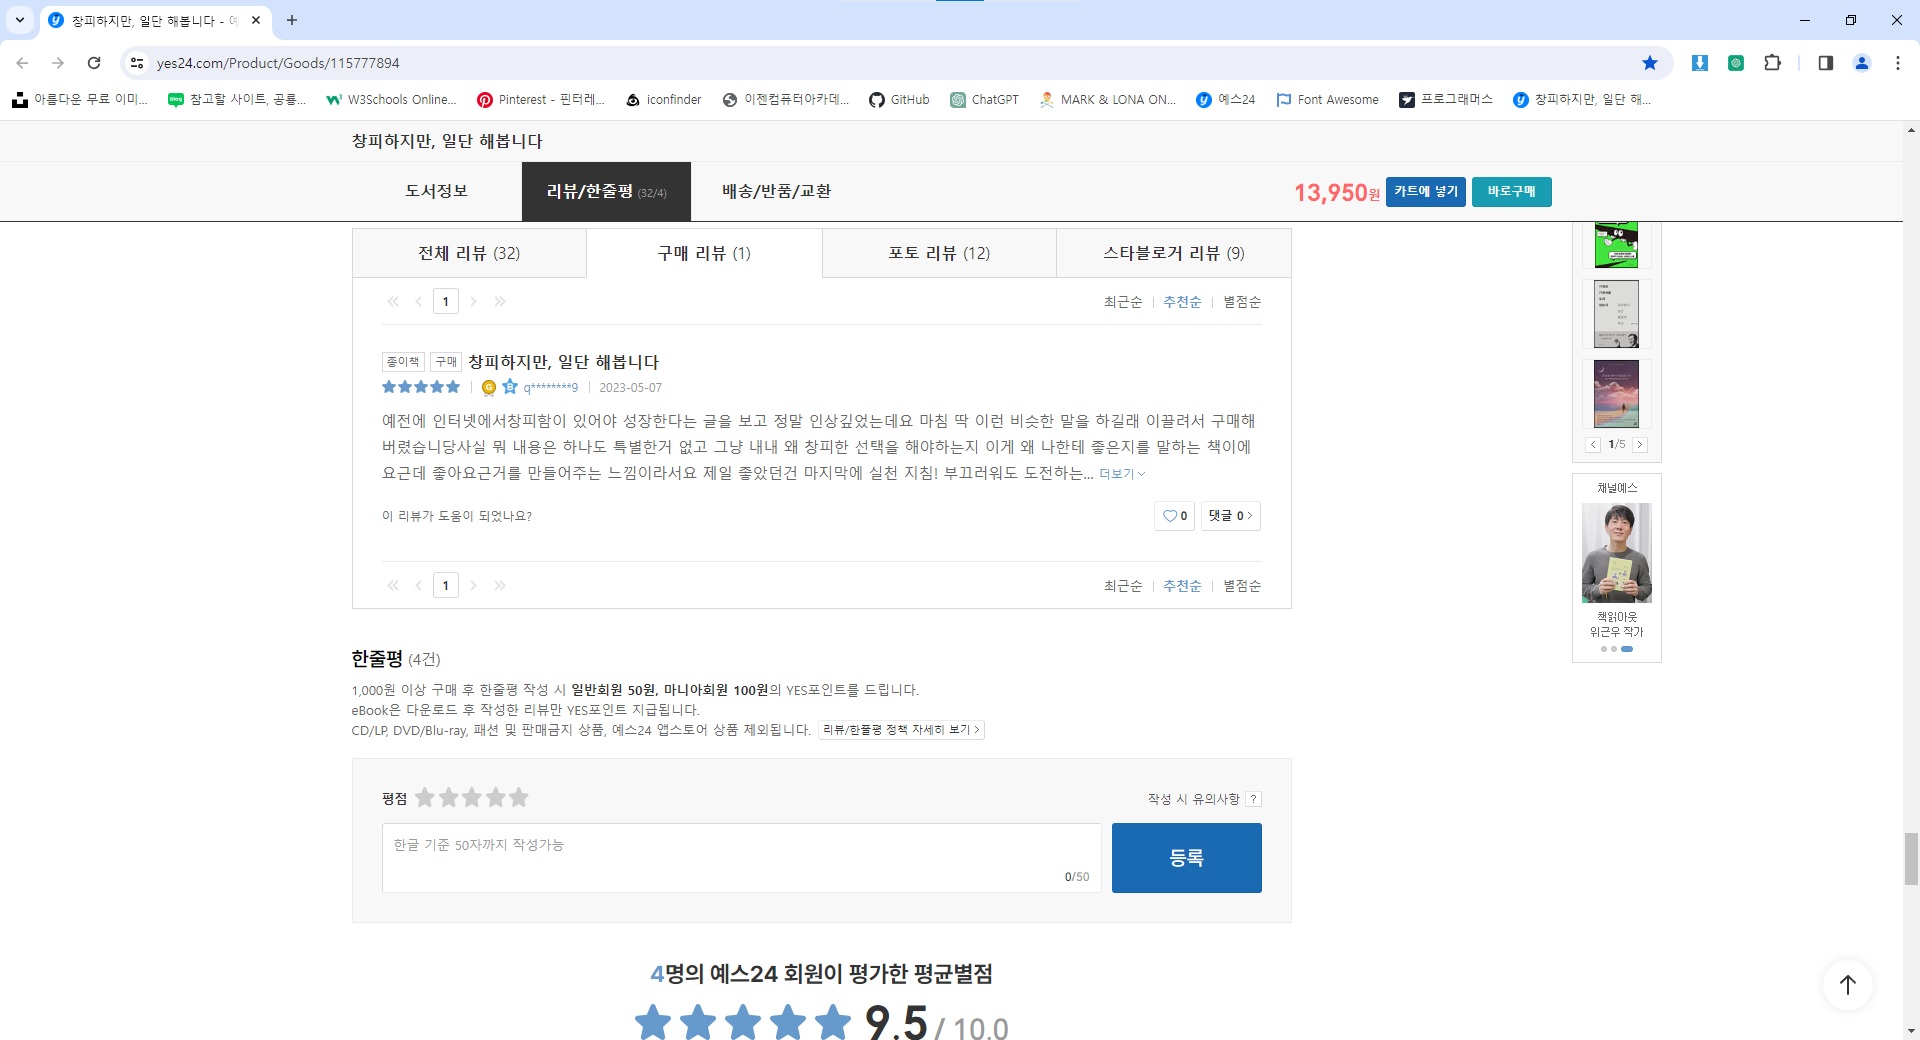 창피하지만, 일단 해봅니다 - 예
yes24.com/Product/Goods/115777894
아름다운 무료 이미... 참고할 사이트, 공룡... W3Schools Online... Pinterest - 핀터레... iconfinder 이젠컴퓨터아카데... GitHub ChatGPT MARK & LONA ON... 예스24 Font Awesome 프로그래머스 창피하지만, 일단 해...
창피하지만, 일단 해봅니다
도서정보 리뷰/한줄평 (32/4) 배송/반품/교환 13,950원 카트에 넣기 바로구매
전체 리뷰 (32) 구매 리뷰 (1) 포토 리뷰 (12) 스타블로거 리뷰 (9)
1 최근순 추천순 별점순
종이책 구매 창피하지만, 일단 해봅니다
q********9 2023-05-07
예전에 인터넷에서창피함이 있어야 성장한다는 글을 보고 정말 인상깊었는데요 마침 딱 이런 비슷한 말을 하길래 이끌려서 구매해
버렸습니당사실 뭐 내용은 하나도 특별한거 없고 그냥 내내 왜 창피한 선택을 해야하는지 이게 왜 나한테 좋은지를 말하는 책이에
요근데 좋아요근거를 만들어주는 느낌이라서요 제일 좋았던건 마지막에 실천 지침! 부끄러워도 도전하는... 더보기
이 리뷰가 도움이 되었나요? 0 댓글 0
1 최근순 추천순 별점순
1/5
채널예스
책읽아웃
위근우 작가
한줄평 (4건)
1,000원 이상 구매 후 한줄평 작성 시 일반회원 50원, 마니아회원 100원의 YES포인트를 드립니다.
eBook은 다운로드 후 작성한 리뷰만 YES포인트 지급됩니다.
CD/LP, DVD/Blu-ray, 패션 및 판매금지 상품, 예스24 앱스토어 상품 제외됩니다. 리뷰/한줄평 정책 자세히 보기
평점 작성 시 유의사항 ?
한글 기준 50자까지 작성가능
0/50
등록
4명의 예스24 회원이 평가한 평균별점
9.5 / 10.0